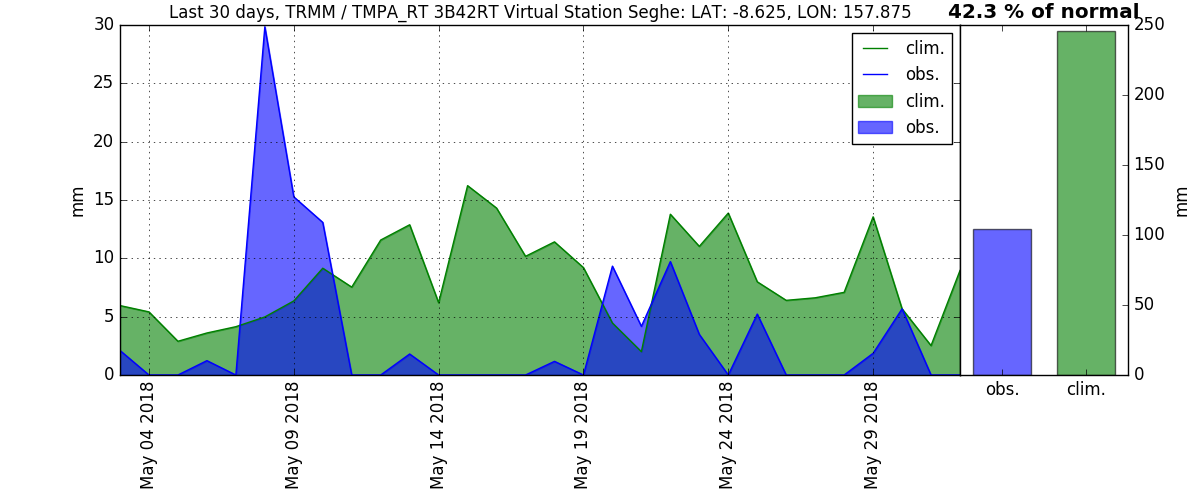 Last 30 days, TRMM / TMPA_RT 3B42RT Virtual Station Seghe: LAT: -8.625, LON: 157.875
42.3 % of normal
mm
30
25
20
15
10
5
0
clim.
obs.
clim.
obs.
May 04 2018
May 09 2018
May 14 2018
May 19 2018
May 24 2018
May 29 2018
250
200
150
100
50
0
mm
obs.
clim.